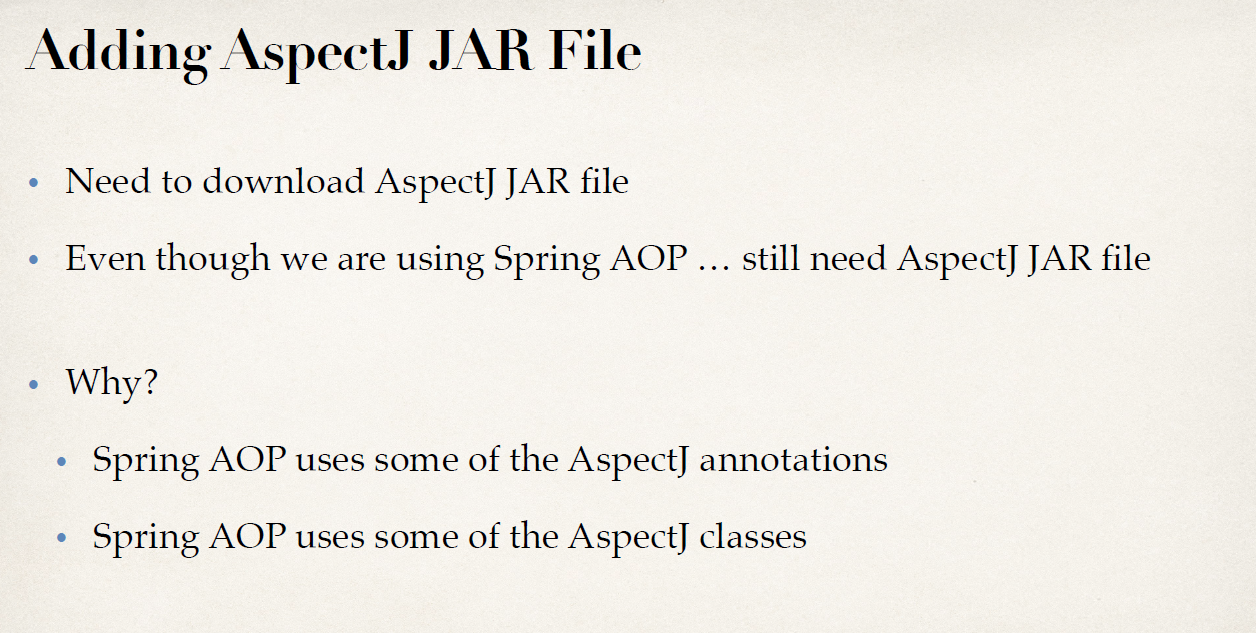 Adding AspectJ JAR File
• Need to download AspectJ JAR file
• Even though we are using Spring AOP … still need AspectJ JAR file
• Why?
• Spring AOP uses some of the AspectJ annotations
• Spring AOP uses some of the AspectJ classes